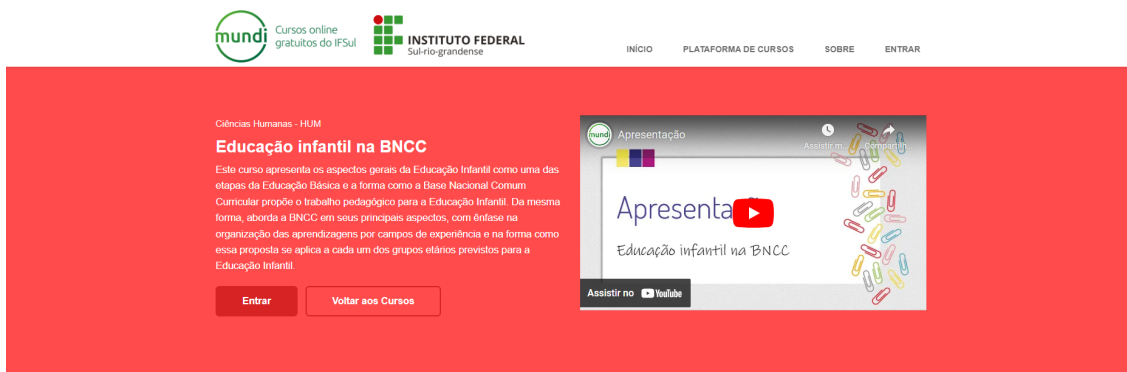 mundi
Cursos online
gratuitos do IFSul
INSTITUTO FEDERAL
Sul-rio-grandense
INÍCIO
PLATAFORMA DE CURSOS
SOBRE
ENTRAR
Ciências Humanas - HUM
Educação infantil na BNCC
Este curso apresenta os aspectos gerais da Educação Infantil como uma das
etapas da Educação Básica e a forma como a Base Nacional Comum
Curricular propõe o trabalho pedagógico para a Educação Infantil. Da mesma
forma, aborda a BNCC em seus principais aspectos, com ênfase na
organização das aprendizagens por campos de experiência e na forma como
essa proposta se aplica a cada um dos grupos etários previstos para a
Educação Infantil.
Entrar
Voltar aos Cursos
mundi
Apresentação
Assistir m...
Apresenta
Educação infantil na BNCC
Assistir no YouTube